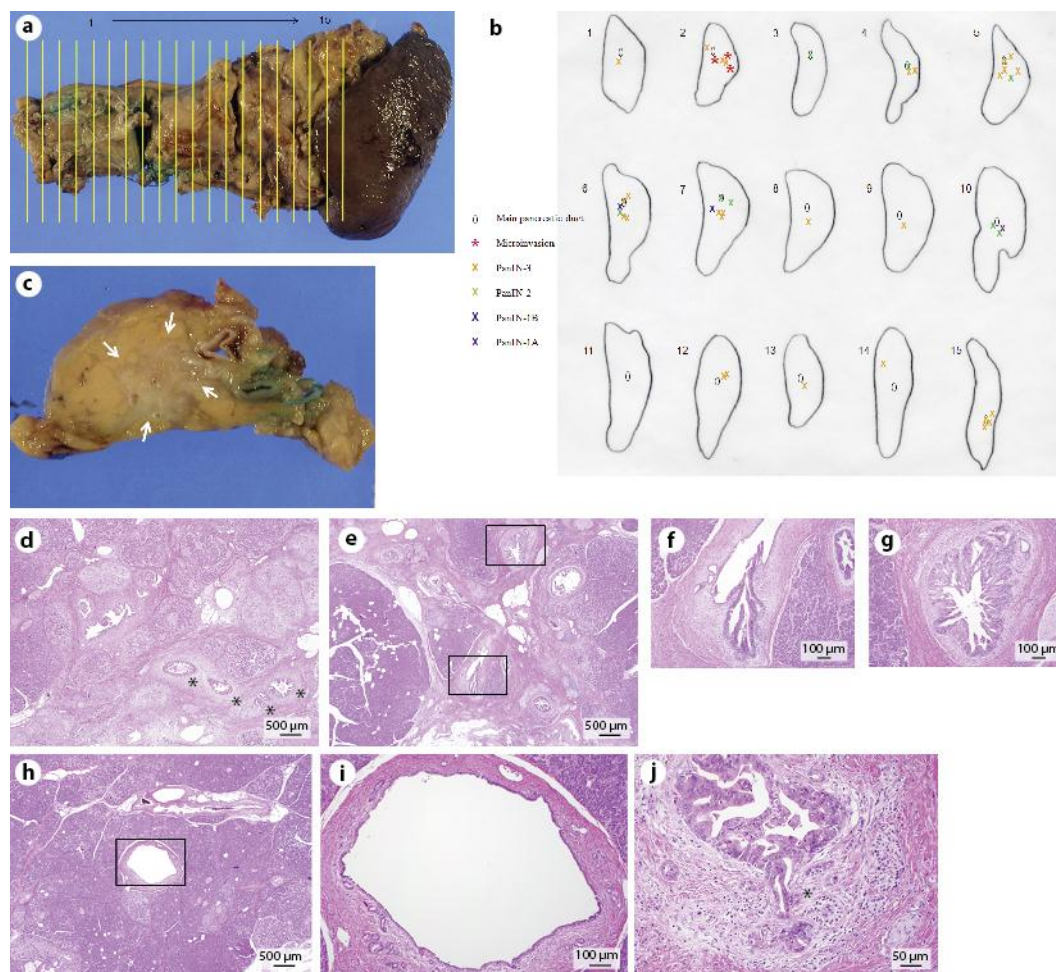 a
1
15
b
1
2
3
4
5
6
7
8
9
10
11
12
13
14
15
Main pancreatic duct
Microinvasion
PanIN-3
PanIN-2
PanIN-1B
PanIN-1A
c
d
500 µm
e
500 µm
f
100 µm
g
100 µm
h
500 µm
i
100 µm
j
50 µm